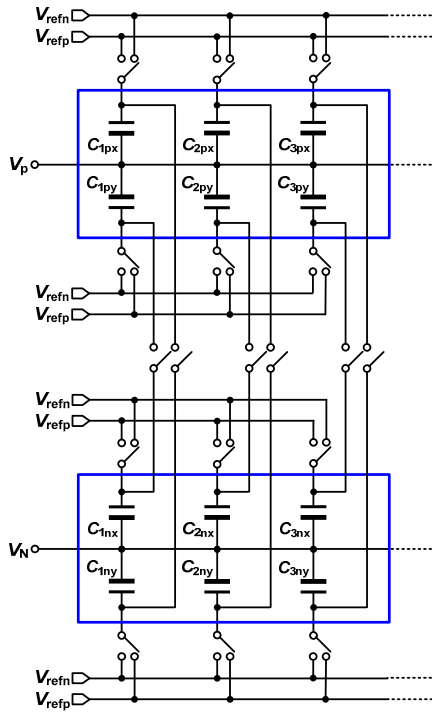 Vrefn
Vrefp
C1px C2px C3px
Vp
C1py C2py C3py
Vrefn
Vrefp
Vrefn
Vrefp
C1nx C2nx C3nx
VN
C1ny C2ny C3ny
Vrefn
Vrefp